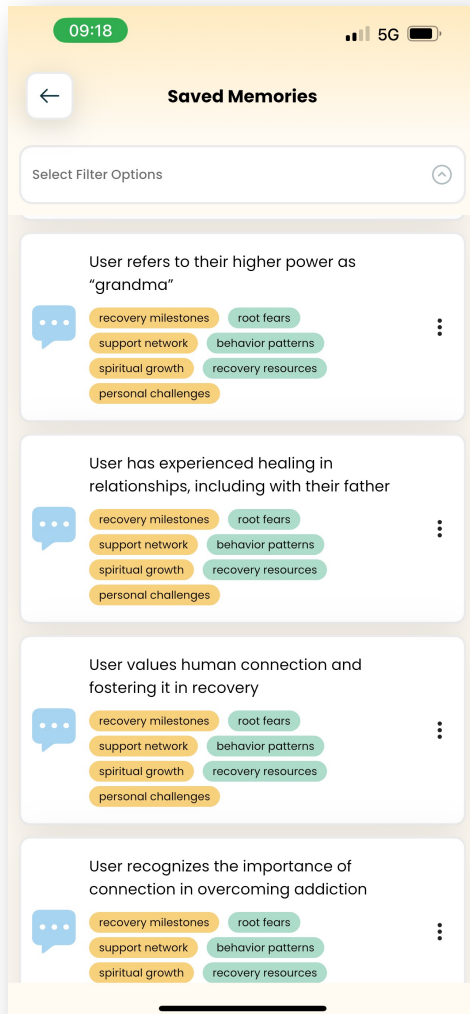 09:18 5G
Saved Memories
Select Filter Options
User refers to their higher power as
“grandma”
recovery milestones root fears
support network behavior patterns
spiritual growth recovery resources
personal challenges
User has experienced healing in
relationships, including with their father
recovery milestones root fears
support network behavior patterns
spiritual growth recovery resources
personal challenges
User values human connection and
fostering it in recovery
recovery milestones root fears
support network behavior patterns
spiritual growth recovery resources
personal challenges
User recognizes the importance of
connection in overcoming addiction
recovery milestones root fears
support network behavior patterns
spiritual growth recovery resources